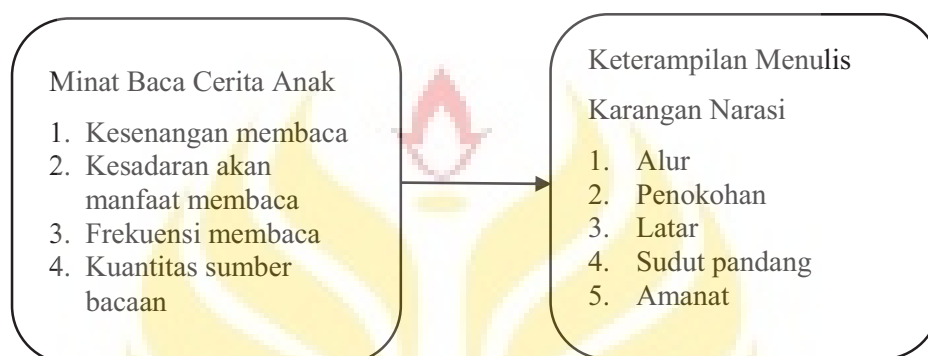 Minat Baca Cerita Anak
1. Kesenangan membaca
2. Kesadaran akan
manfaat membaca
3. Frekuensi membaca
4. Kuantitas sumber
bacaan
Keterampilan Menulis
Karangan Narasi
1. Alur
2. Penokohan
3. Latar
4. Sudut pandang
5. Amanat